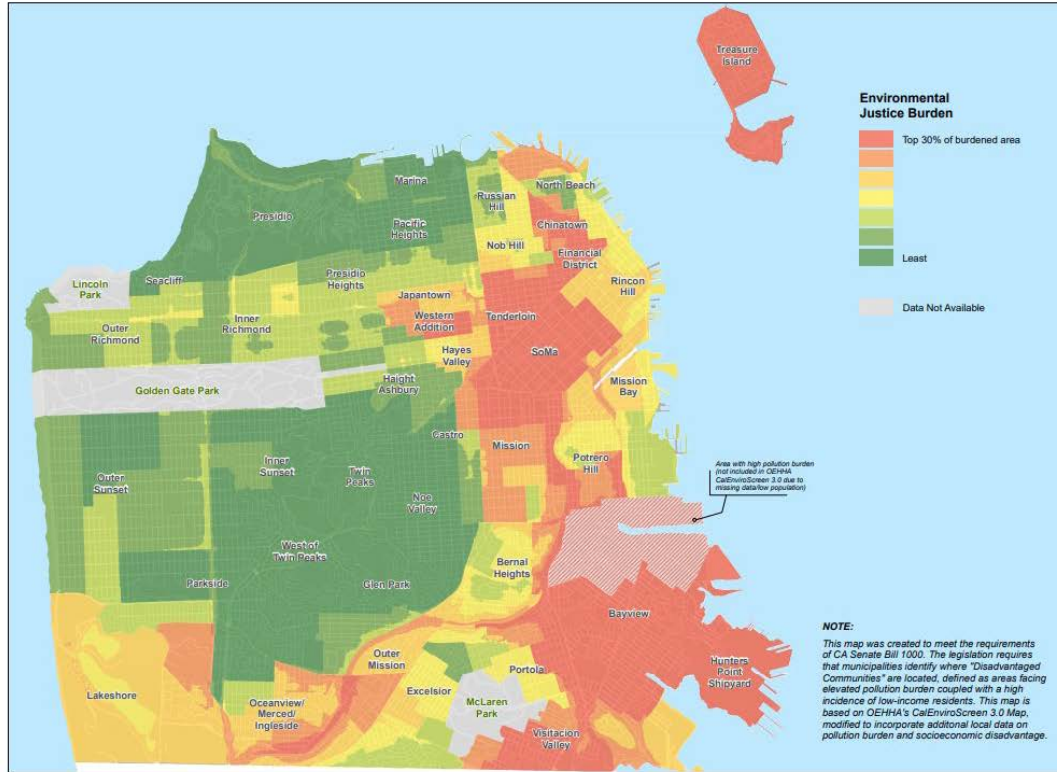 Treasure
Island
Environmental
Justice Burden
Top 30% of burdened area
Least
Data Not Available
Marina
Russian
Hill
North Beach
Presidio
Pacific
Heights
Chinatown
Nob Hill
Financial
District
Seacliff
Lincoln
Park
Presidio
Heights
Rincon
Hill
Japantown
Outer
Richmond
Inner
Richmond
Western
Addition
Tenderloin
Hayes
Valley
SoMa
Golden Gate Park
Haight
Ashbury
Mission
Bay
Castro
Mission
Potrero
Hill
Area with high pollution burden
(not included in OEHHA
CalEnviroScreen 3.0 due to
missing data/low population)
Outer
Sunset
Inner
Sunset
Twin
Peaks
Noe
Valley
West of
Twin Peaks
Bernal
Heights
Parkside
Glen Park
Bayview
Outer
Mission
Portola
Hunters
Point
Shipyard
Lakeshore
Oceanview/
Merced/
Ingleside
Excelsior
McLaren
Park
Visitacion
Valley
NOTE:
This map was created to meet the requirements
of CA Senate Bill 1000. The legislation requires
that municipalities identify where "Disadvantaged
Communities" are located, defined as areas facing
elevated pollution burden coupled with a high
incidence of low-income residents. This map is
based on OEHHA's CalEnviroScreen 3.0 Map,
modified to incorporate additonal local data on
pollution burden and socioeconomic disadvantage.